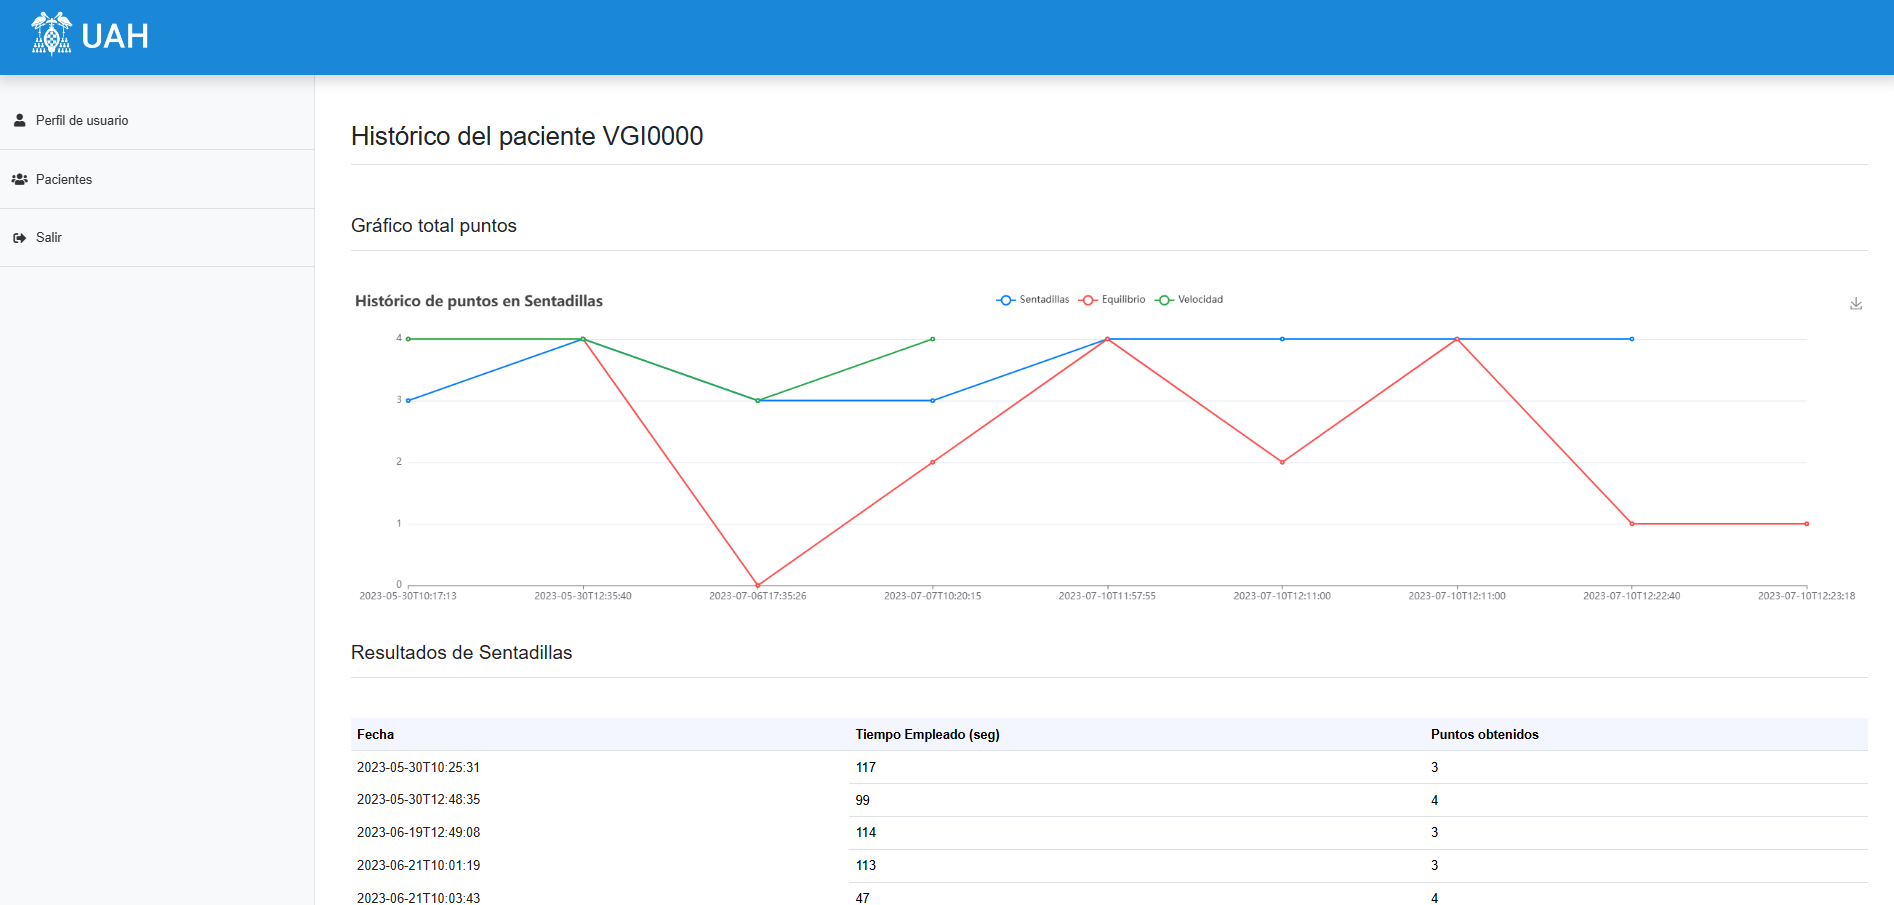 UAH
Perfil de usuario
Pacientes
Salir
Histórico del paciente VGI0000
Gráfico total puntos
Histórico de puntos en Sentadillas
Sentadillas Equilibrio Velocidad
4
3
2
1
0
2023-05-30T10:17:13 2023-05-30T12:35:40 2023-07-06T17:35:26 2023-07-07T10:20:15 2023-07-10T11:57:55 2023-07-10T12:11:00 2023-07-10T12:11:00 2023-07-10T12:22:40 2023-07-10T12:23:18
Resultados de Sentadillas
Fecha Tiempo Empleado (seg) Puntos obtenidos
2023-05-30T10:25:31 117 3
2023-05-30T12:48:35 99 4
2023-06-19T12:49:08 114 3
2023-06-21T10:01:19 113 3
2023-06-21T10:03:43 47 4